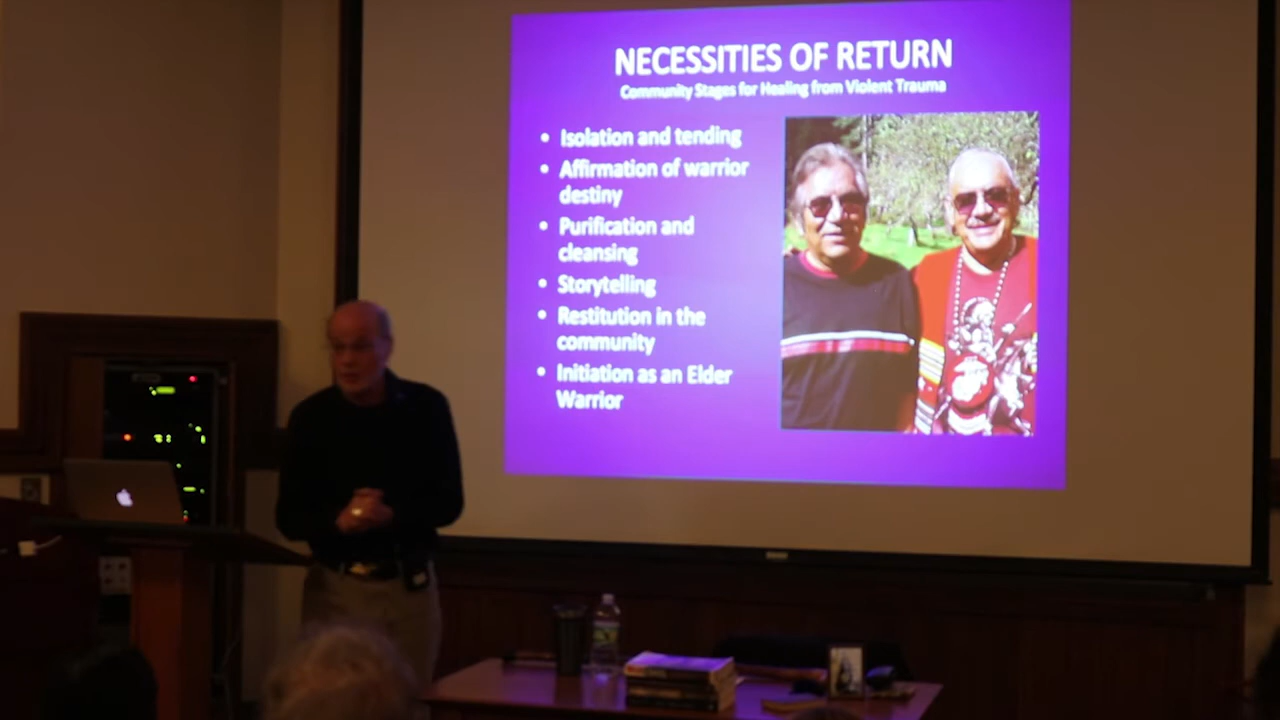 NECESSITIES OF RETURN
Community Stages for Healing from Violent Trauma
• Isolation and tending
• Affirmation of warrior
destiny
• Purification and
cleansing
• Storytelling
• Restitution in the
community
• Initiation as an Elder
Warrior